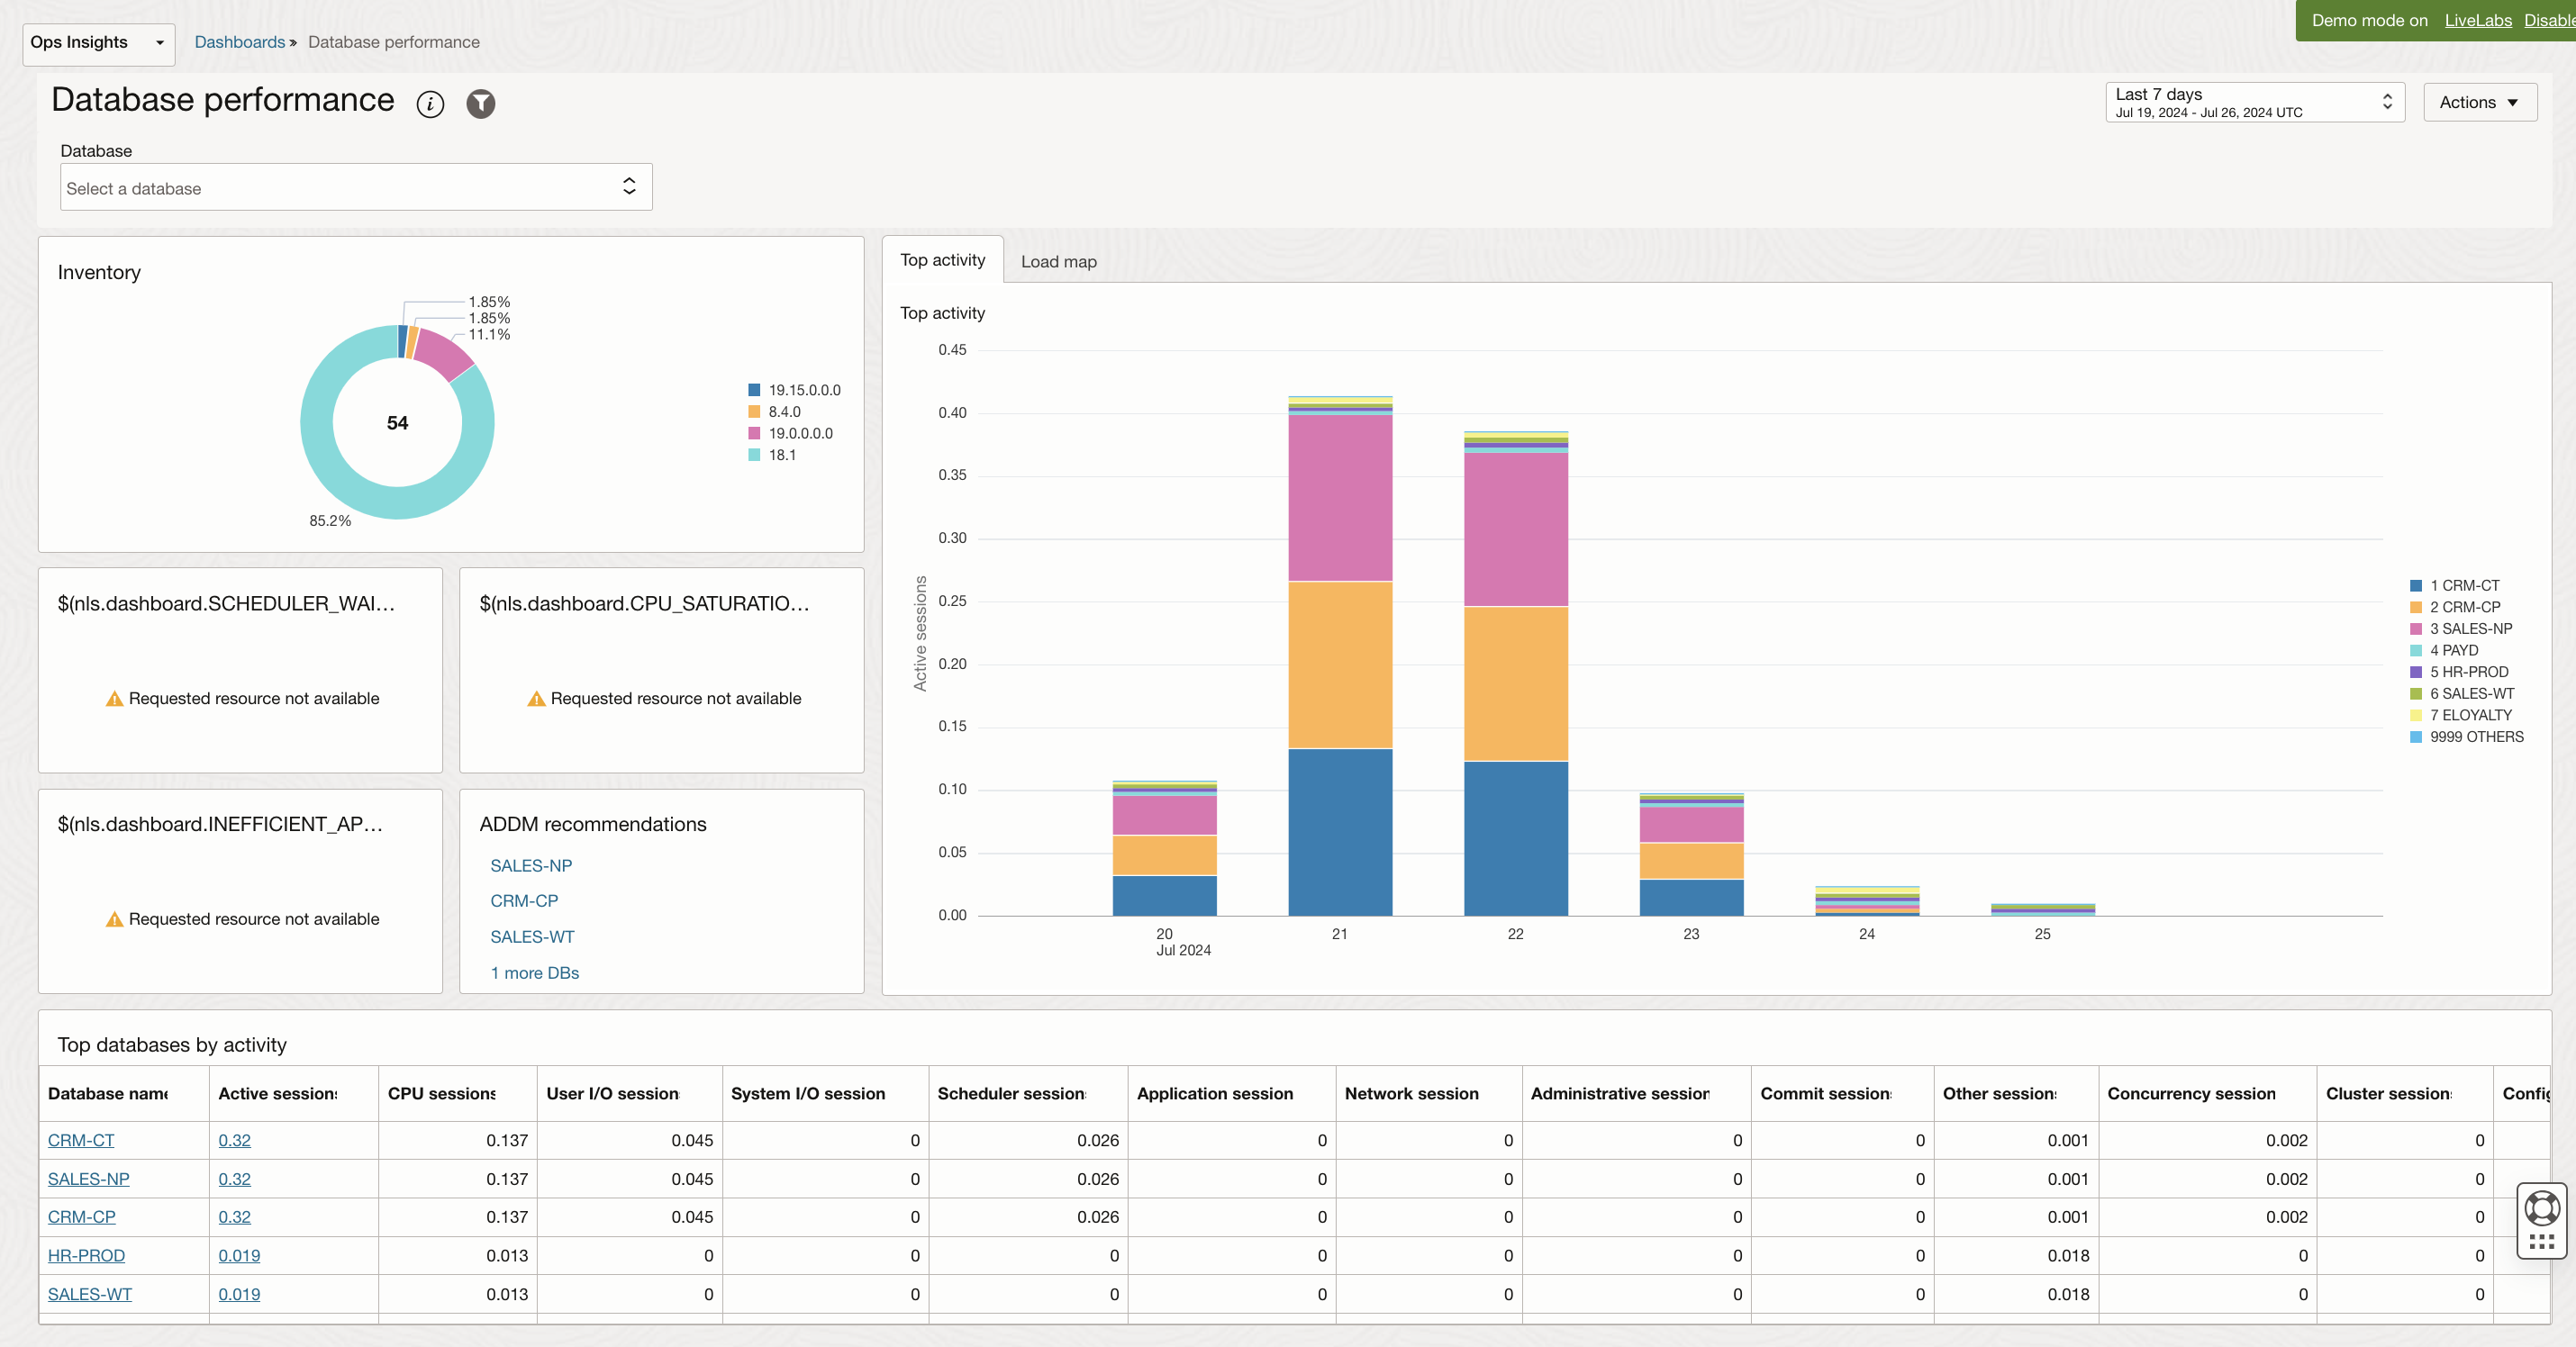 Demo mode on LiveLabs Disable
Ops Insights
Dashboards » Database performance
Database performance
Last 7 days
Jul 19, 2024 - Jul 26, 2024 UTC
Actions
Database
Select a database
Inventory
1.85%
1.85%
11.1%
54
85.2%
19.15.0.0.0
8.4.0
19.0.0.0.0
18.1
$(nls.dashboard.SCHEDULER_WAI...
Requested resource not available
$(nls.dashboard.CPU_SATURATIO...
Requested resource not available
$(nls.dashboard.INEFFICIENT_AP...
Requested resource not available
ADDM recommendations
SALES-NP
CRM-CP
SALES-WT
1 more DBs
Top activity Load map
Top activity
Active sessions
0.45
0.40
0.35
0.30
0.25
0.20
0.15
0.10
0.05
0.00
20 21 22 23 24 25
Jul 2024
1 CRM-CT
2 CRM-CP
3 SALES-NP
4 PAYD
5 HR-PROD
6 SALES-WT
7 ELOYALTY
9999 OTHERS
Top databases by activity
Database name Active sessions CPU sessions User I/O session System I/O session Scheduler sessions Application session Network session Administrative session Commit sessions Other sessions Concurrency session Cluster sessions Config
CRM-CT 0.32 0.137 0.045 0 0.026 0 0 0 0 0.001 0.002 0
SALES-NP 0.32 0.137 0.045 0 0.026 0 0 0 0 0.001 0.002 0
CRM-CP 0.32 0.137 0.045 0 0.026 0 0 0 0 0.001 0.002 0
HR-PROD 0.019 0.013 0 0 0 0 0 0 0 0.018 0 0
SALES-WT 0.019 0.013 0 0 0 0 0 0 0 0.018 0 0